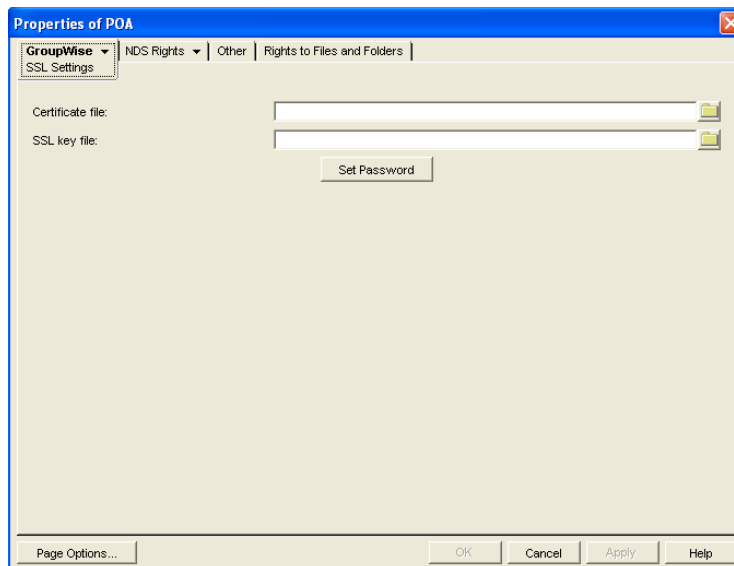 Properties of POA
GroupWise NDS Rights Other Rights to Files and Folders
SSL Settings
Certificate file:
SSL key file:
Set Password
Page Options... OK Cancel Apply Help